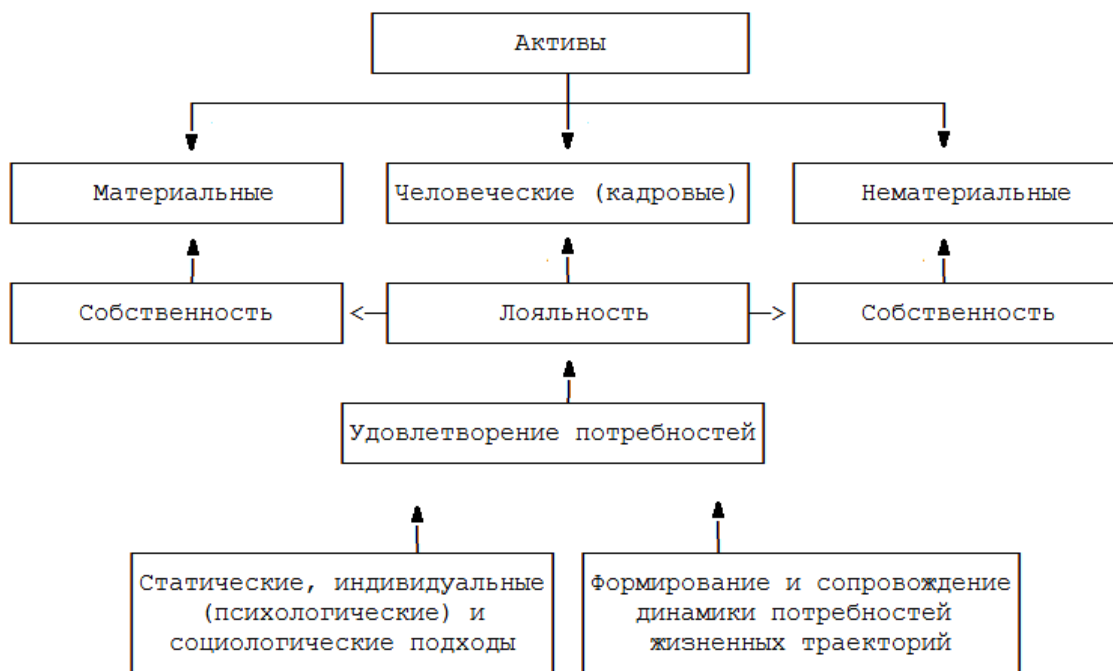 Активы
Материальные
Человеческие (кадровые)
Нематериальные
Собственность
Лояльность
Собственность
Удовлетворение потребностей
Статические, индивидуальные
(психологические) и
социологические подходы
Формирование и сопровождение
динамики потребностей
жизненных траекторий